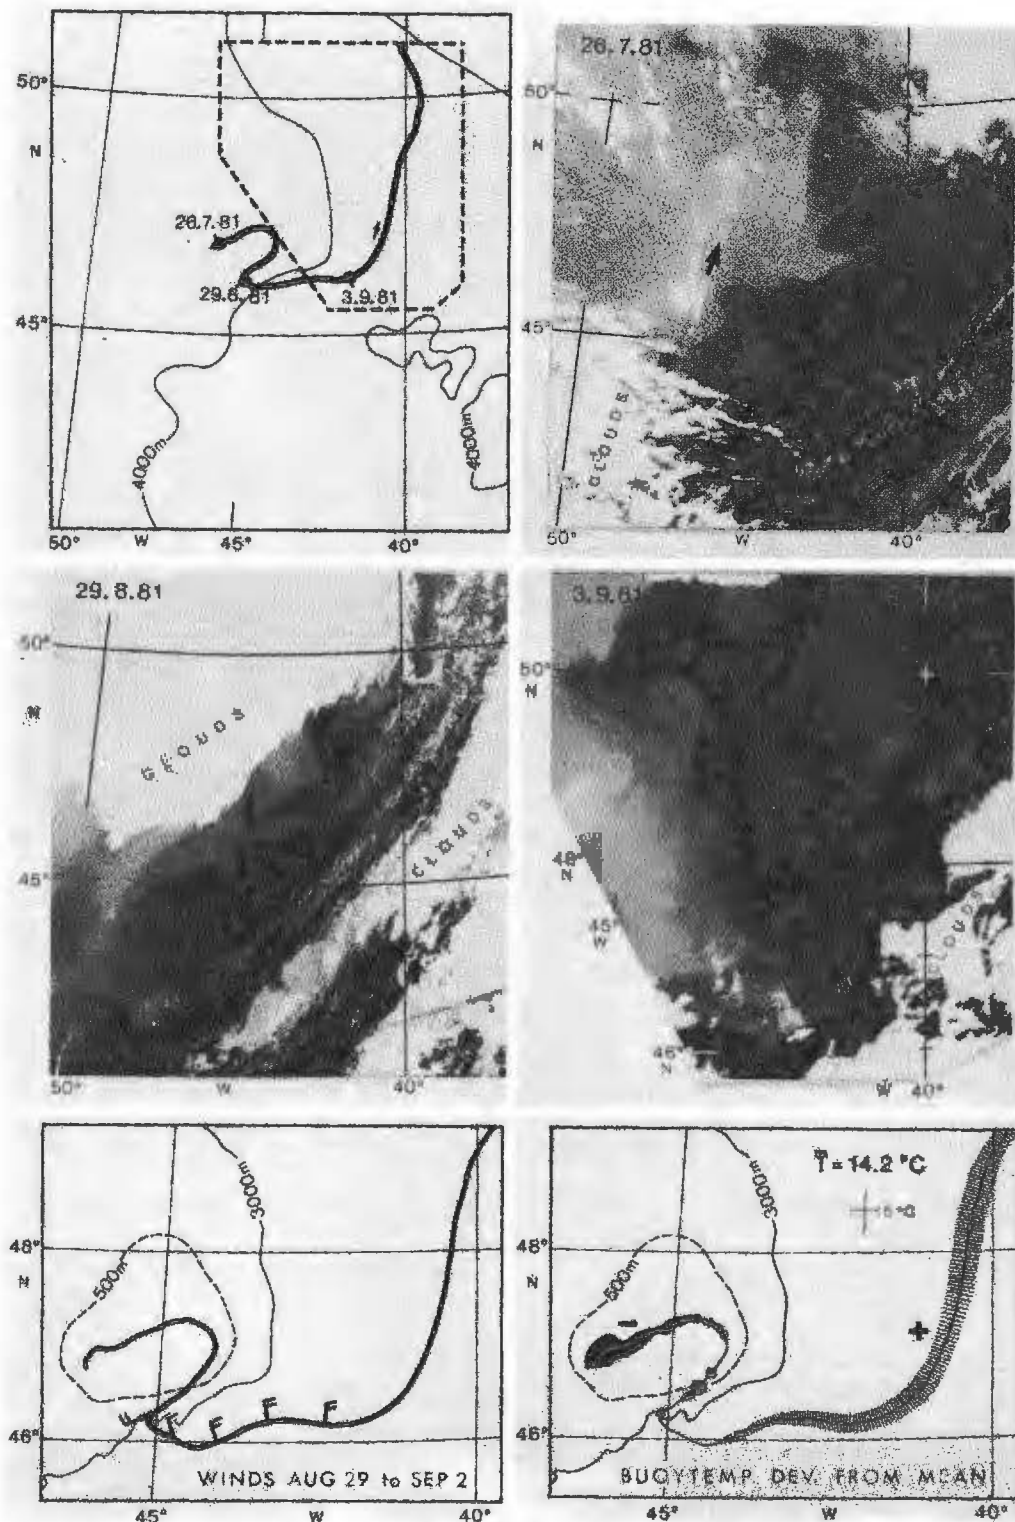 50°
N
26.7.81
29.8.81
3.9.81
45°
4000m
4000m
50°
W
45°
40°
26.7.81
50°
N
45°
CLOUDS
50°
W
40°
29.8.81
50°
N
CLOUDS
45°
CLOUDS
50°
W
40°
3.9.81
50°
N
48°
N
45°
W
CLOUDS
46°
N
W
40°
48°
N
500m
3000m
46°
F F F F
WINDS AUG 29 to SEP 2
45°
W
40°
T = 14.2 °C
48°
N
500m
3000m
-
+
46°
BUOYTEMP DEV. FROM MEAN
45°
W
40°